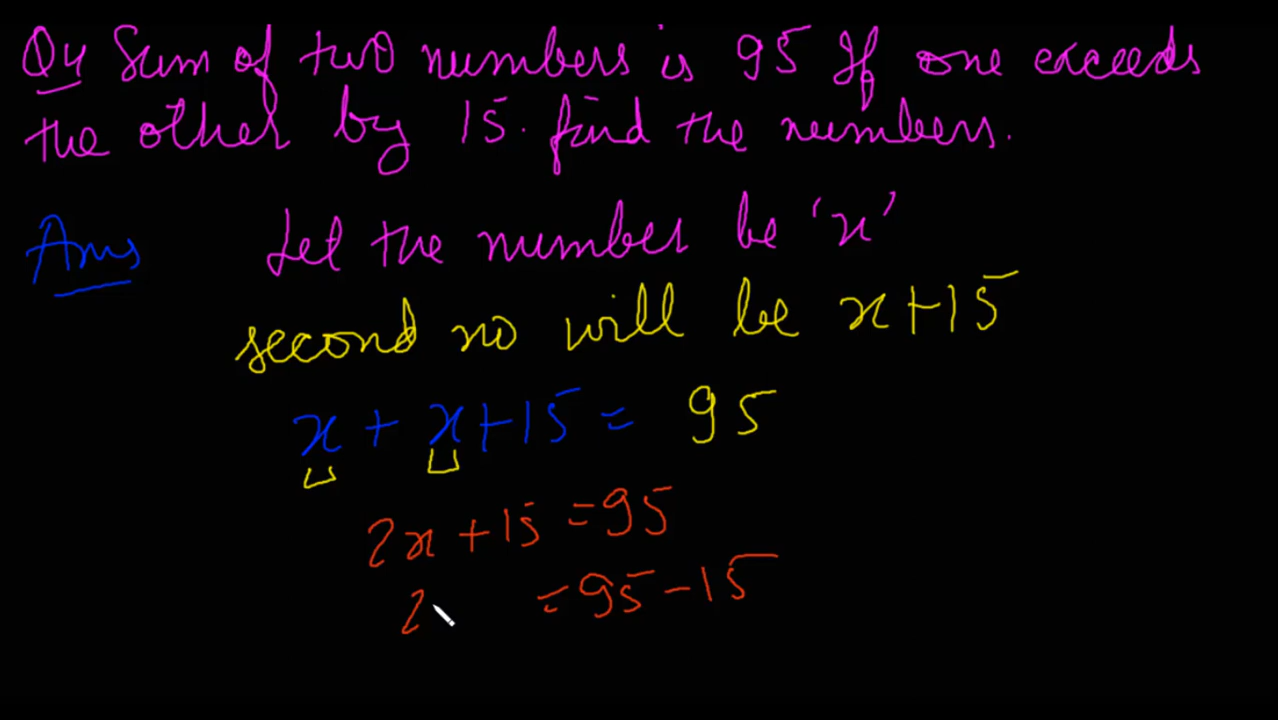 Q4 Sum of two numbers is 95 If one exceeds
the other by 15. find the numbers.
Ans Let the number be 'x'
second no will be x+15
x + x+15 = 95
2x +15 = 95
2 = 95-15